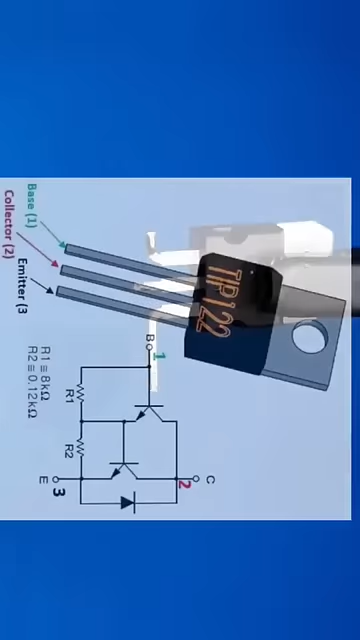 Base (1)
Collector (2)
Emitter (3
TIP122
R1 ≅ 8kΩ
R2 ≅ 0.12kΩ
B
1
R1
R2
C
2
E
3